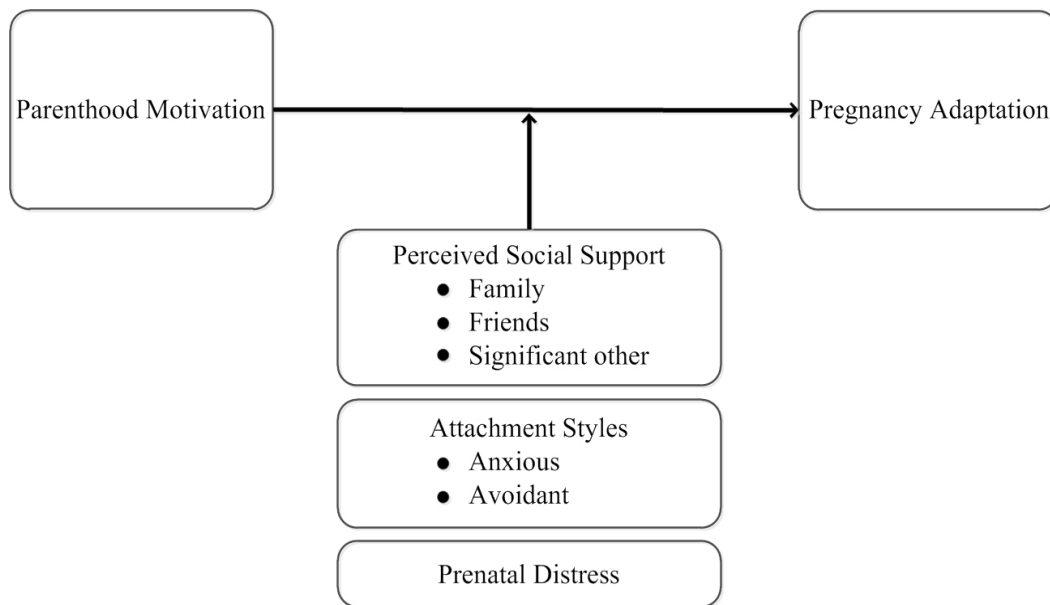 Parenthood Motivation
Pregnancy Adaptation
Perceived Social Support
● Family
● Friends
● Significant other
Attachment Styles
● Anxious
● Avoidant
Prenatal Distress